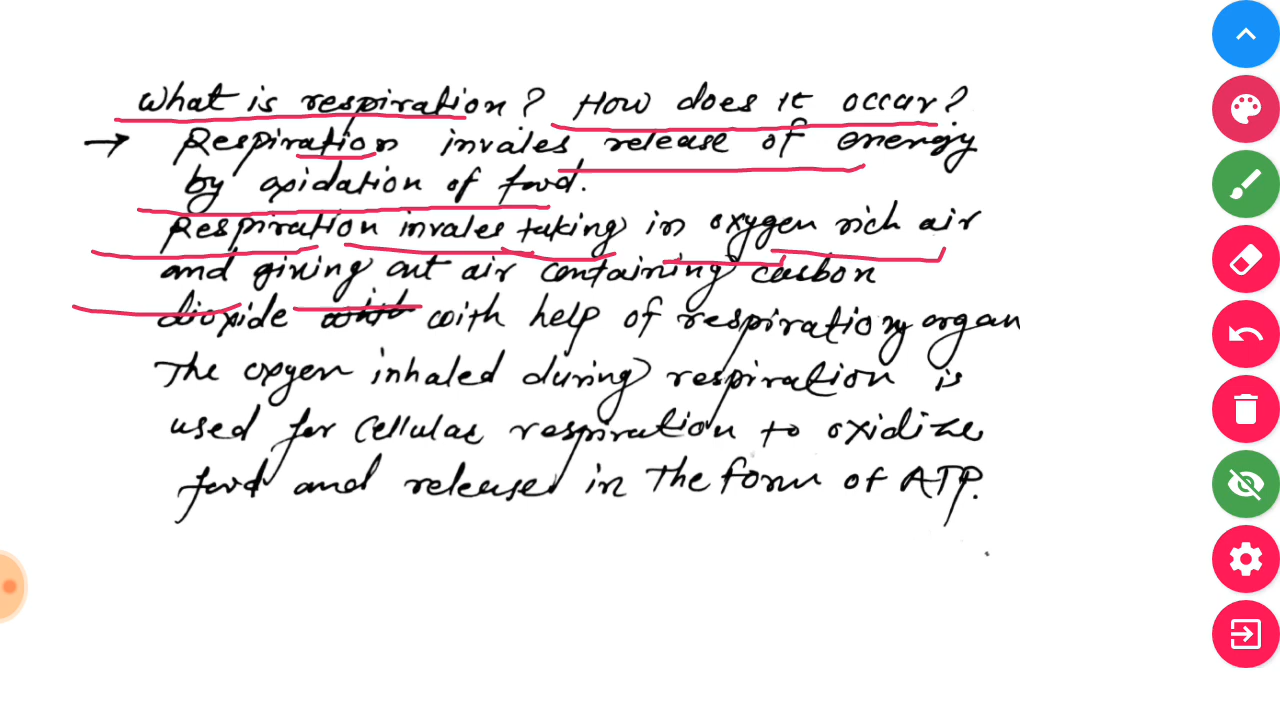 What is respiration? How does it occur?
→ Respiration invales release of energy
by oxidation of food.
Respiration invales taking in oxygen rich air
and giving out air containing carbon
dioxide with help of respirationy organ
The oxygen inhaled during respiration is
used for cellular respiration to oxidize
food and released in the form of ATP.